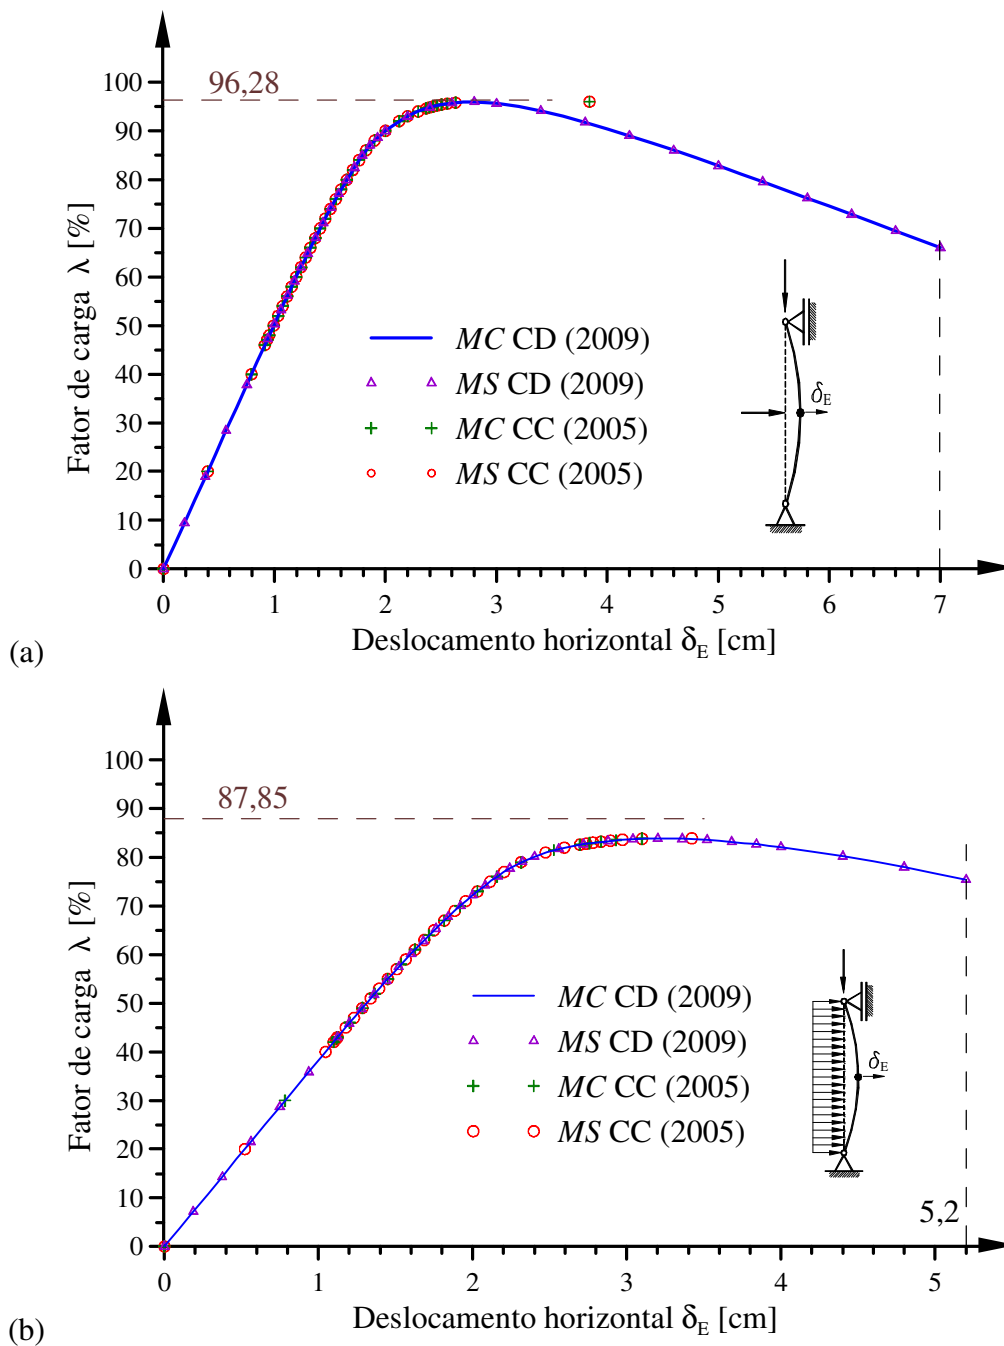 96,28
100
90
80
70
60
50
40
30
20
10
0
Fator de carga λ [%]
MC CD (2009)
MS CD (2009)
MC CC (2005)
MS CC (2005)
δE
0 1 2 3 4 5 6 7
Deslocamento horizontal δE [cm]
(a)
87,85
100
90
80
70
60
50
40
30
20
10
0
Fator de carga λ [%]
MC CD (2009)
MS CD (2009)
MC CC (2005)
MS CC (2005)
δE
5,2
0 1 2 3 4 5
Deslocamento horizontal δE [cm]
(b)